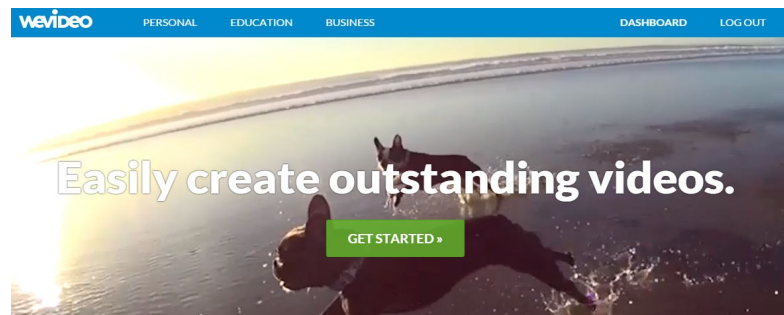 WEVIDEO PERSONAL EDUCATION BUSINESS DASHBOARD LOG OUT
Easily create outstanding videos.
GET STARTED »